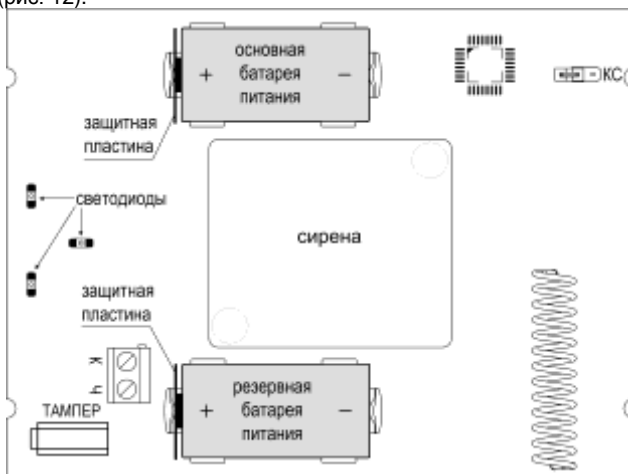 (рис. 12).
основная
+ батарея −
питания
КС
защитная
пластина
светодиоды
сирена
защитная
пластина
Ж
Ч
ТАМПЕР
резервная
+ батарея −
питания